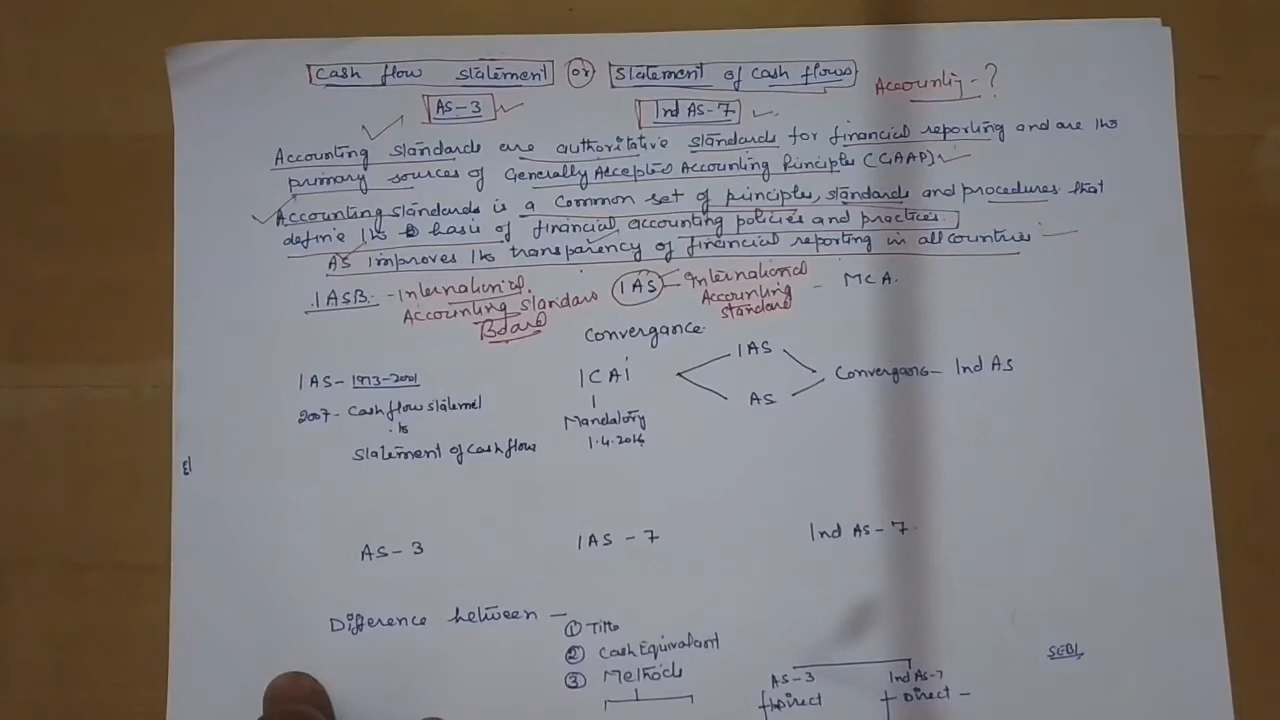 Cash flow statement (or) Statement of cash flows
AS-3 Ind AS-7 Accounting - ?
Accounting standards are authoritative standards for financial reporting and are the
primary sources of Generally Accepted Accounting Principles (GAAP)
Accounting standards is a common set of principles, standards and procedures that
define the basis of financial accounting policies and practices.
AS improves the transparency of financial reporting in all countries
IASB - International Accounting Standard Board
IAS - International Accounting Standard - MCA.
Convergance
IAS - 1973-2001
2007 - Cash flow statement
to
Statement of cash flow
ICAI
Mandatory
1.4.2016
IAS
AS
Convergans - Ind AS
AS-3 IAS-7 Ind AS-7
Difference between -
① Title
② Cash Equivalant
③ Methods
AS-3 Ind AS-7
Direct Direct -
SEBI